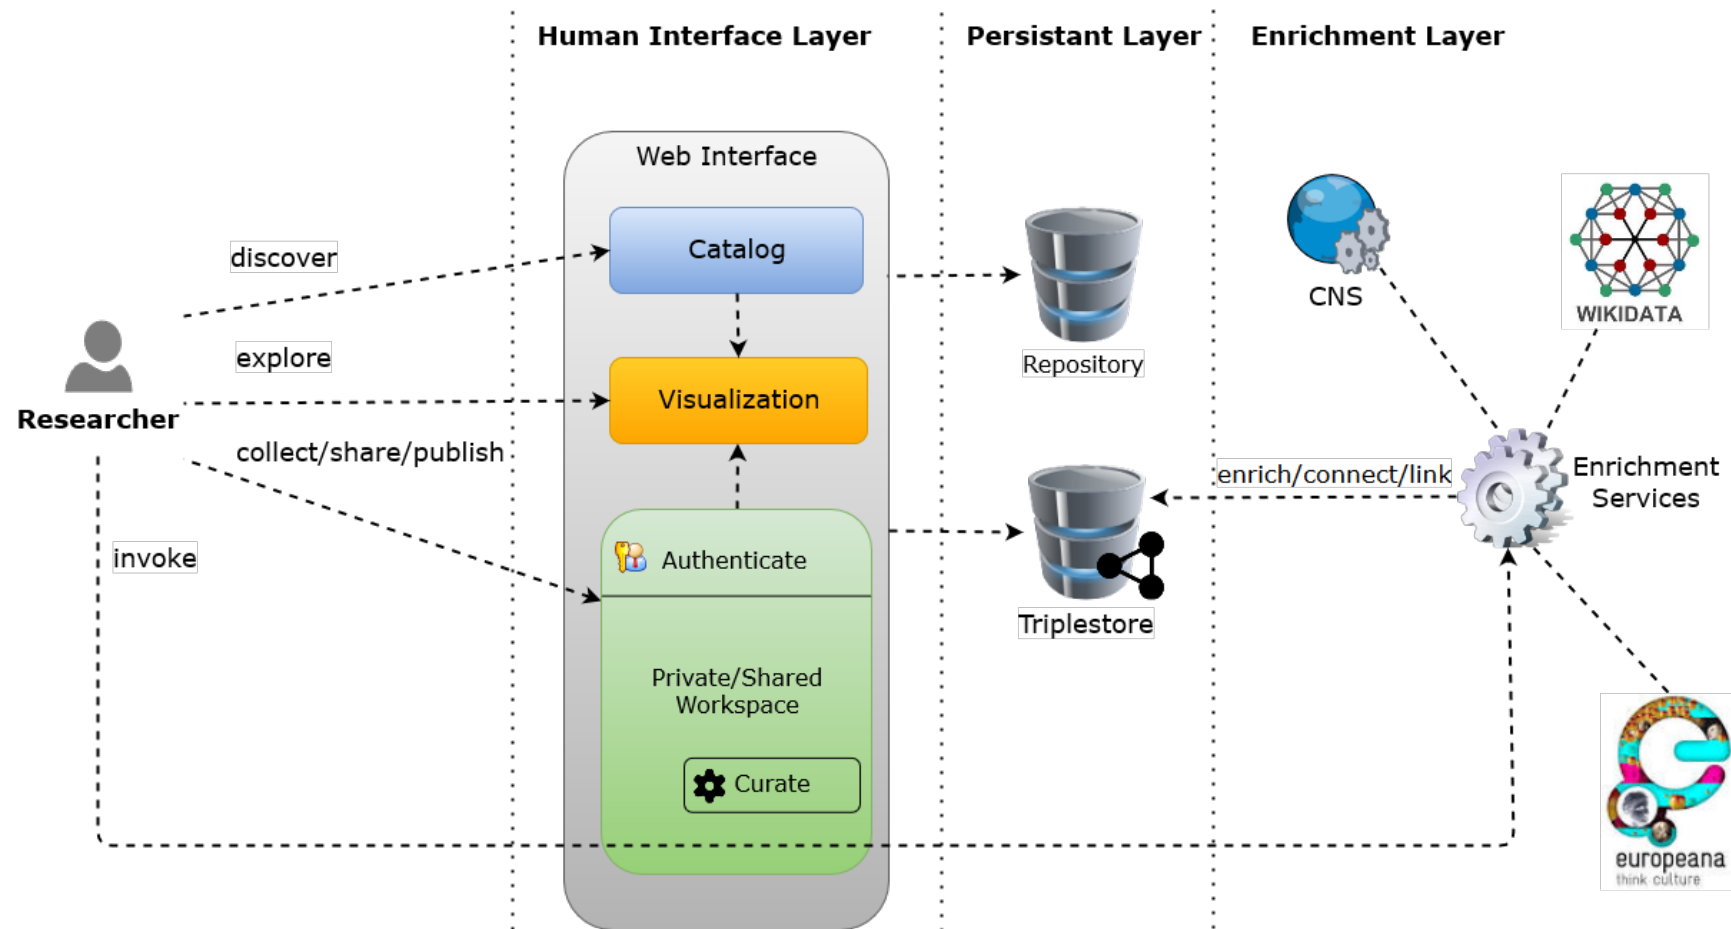 Human Interface Layer
Persistant Layer
Enrichment Layer
Web Interface
Catalog
discover
CNS
WIKIDATA
explore
Repository
Visualization
Researcher
collect/share/publish
enrich/connect/link
Enrichment
Services
invoke
Authenticate
Triplestore
Private/Shared
Workspace
Curate
europeana
think culture